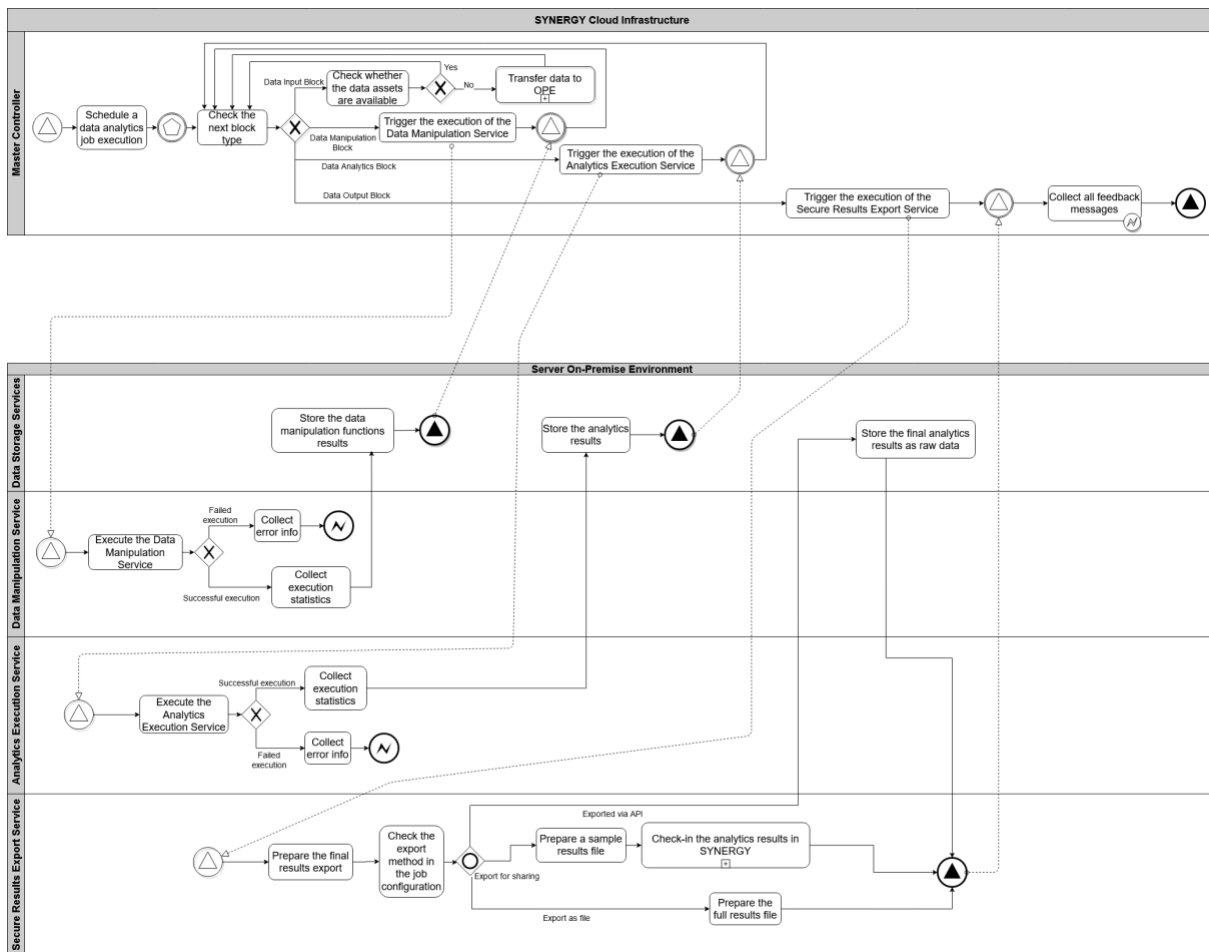 SYNERGY Cloud Infrastructure
Master Controller
Schedule a
data analytics
job execution
Check the
next block
type
Data Input Block
Check whether
the data assets
are available
Yes
No
Transfer data to
OPE
Data Manipulation
Block
Trigger the execution of the
Data Manipulation Service
Data Analytics Block
Trigger the execution of the
Analytics Execution Service
Data Output Block
Trigger the execution of the
Secure Results Export Service
Collect all feedback
messages
Server On-Premise Environment
Data Storage Services
Store the data
manipulation functions
results
Store the analytics
results
Store the final analytics
results as raw data
Data Manipulation Service
Execute the Data
Manipulation
Service
Failed
execution
Collect
error info
Successful execution
Collect
execution
statistics
Analytics Execution Service
Execute the
Analytics
Execution Service
Successful execution
Collect
execution
statistics
Failed
execution
Collect
error info
Secure Results Export Service
Prepare the final
results export
Check the
export
method in
the job
configuration
Exported via API
Export for sharing
Prepare a sample
results file
Check-in the analytics results in
SYNERGY
Export as file
Prepare the
full results file